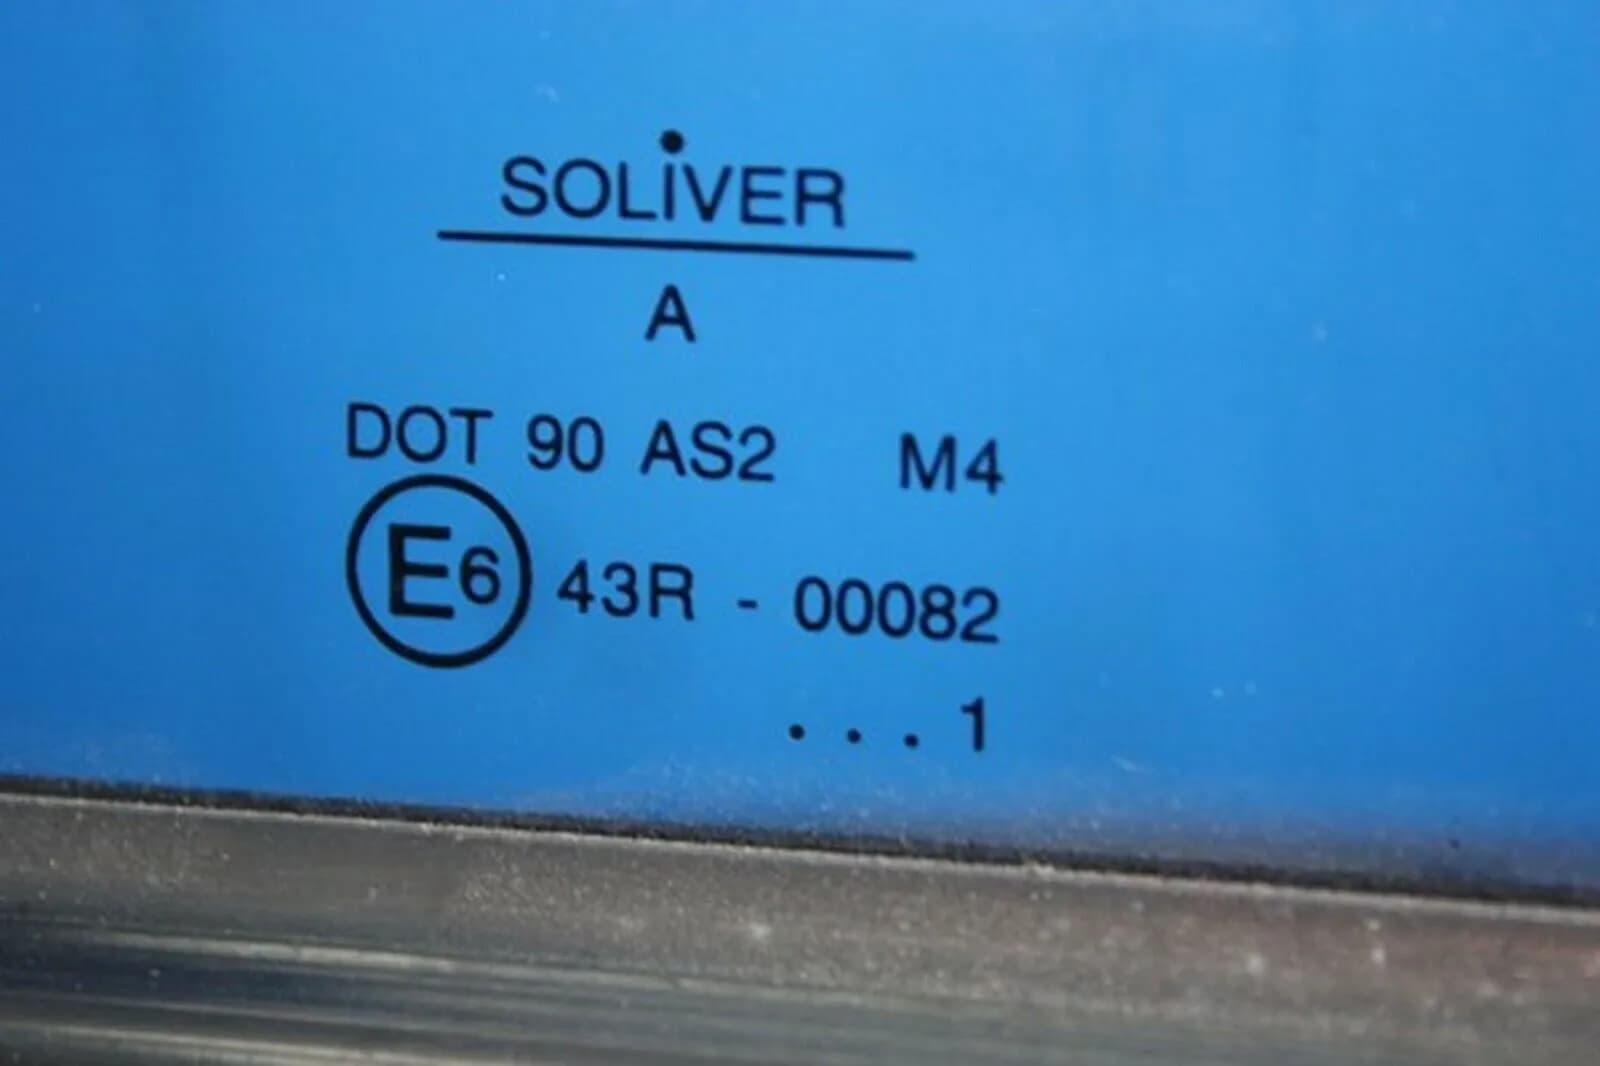 SOLIVER
A
DOT 90 AS2 M4
E6 43R - 00082
...1